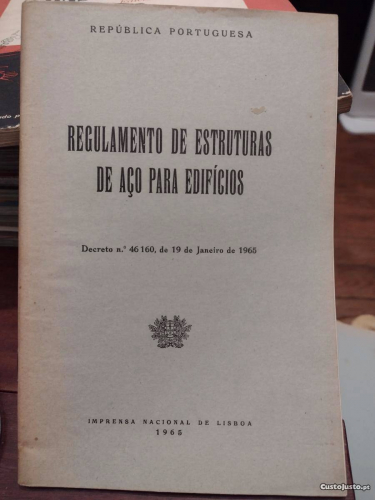 REPÚBLICA PORTUGUESA
REGULAMENTO DE ESTRUTURAS
DE AÇO PARA EDIFÍCIOS
Decreto n.º 46 160, de 19 de Janeiro de 1965
IMPRENSA NACIONAL DE LISBOA
1965
CustoJusto.pt